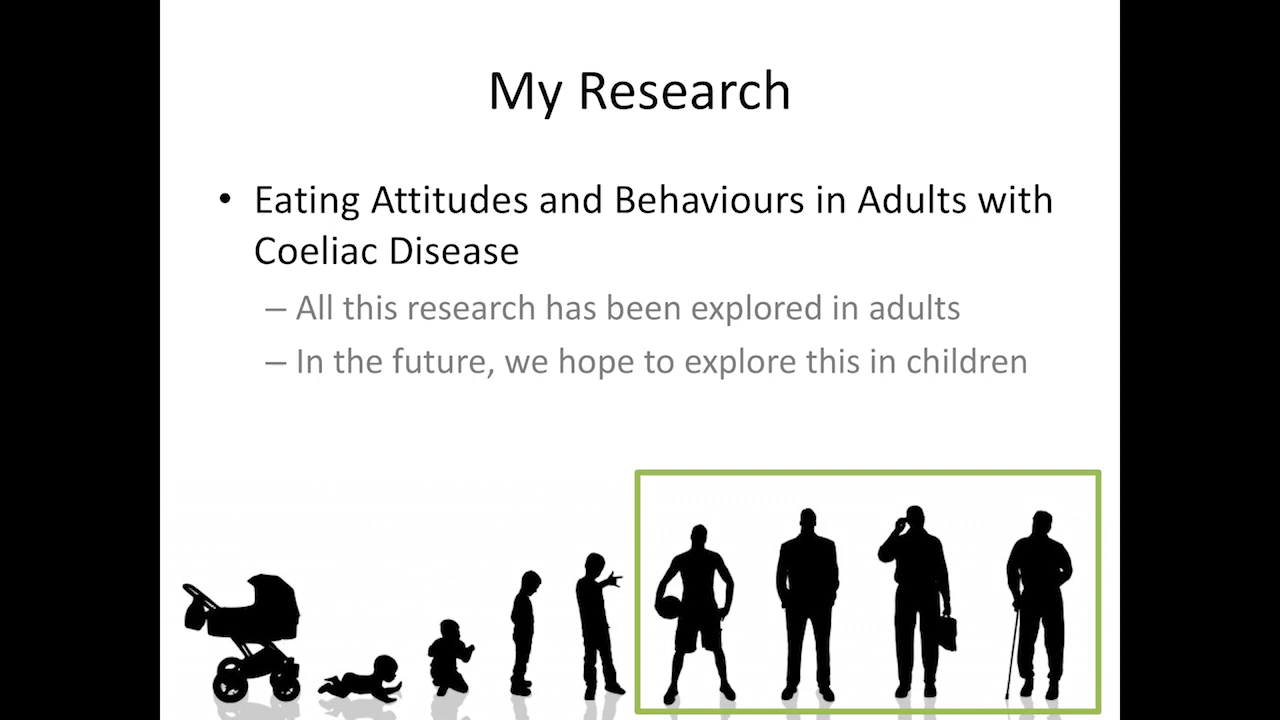 My Research
• Eating Attitudes and Behaviours in Adults with
Coeliac Disease
– All this research has been explored in adults
– In the future, we hope to explore this in children